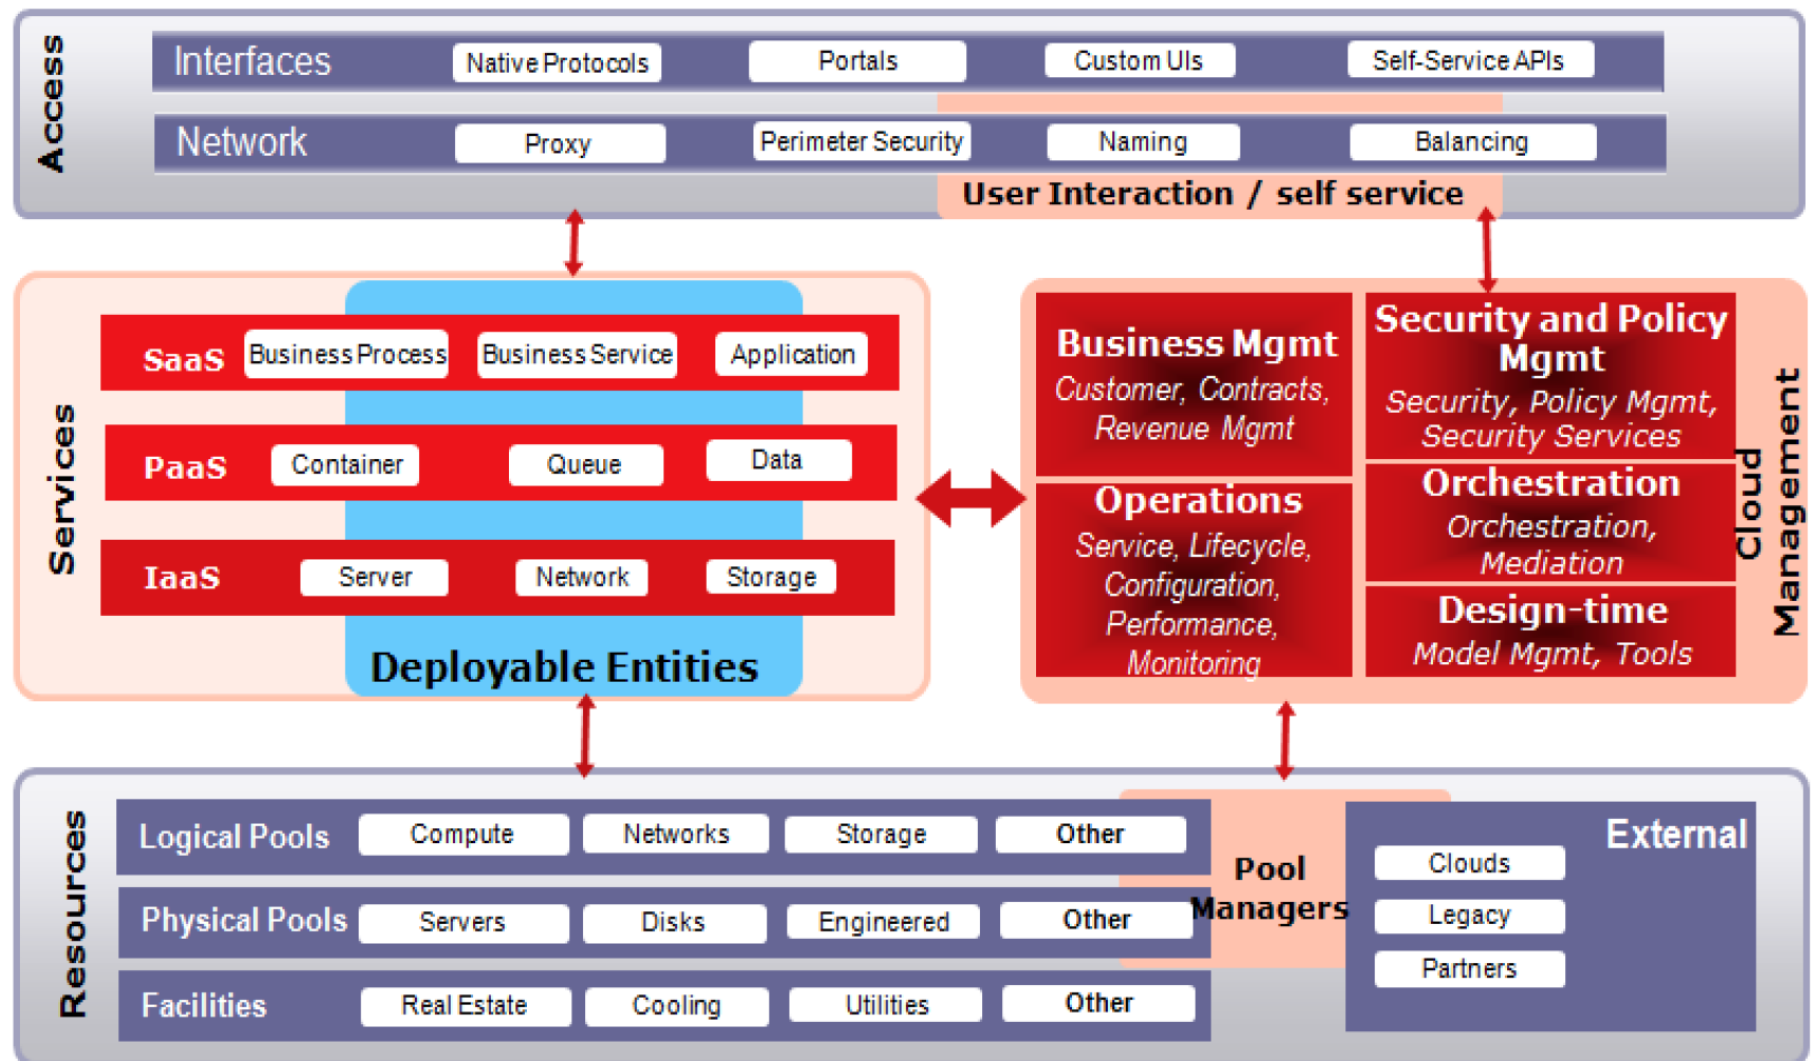 Access
Interfaces
Native Protocols
Portals
Custom UIs
Self-Service APIs
Network
Proxy
Perimeter Security
Naming
Balancing
User Interaction / self service
Services
SaaS
Business Process
Business Service
Application
PaaS
Container
Queue
Data
IaaS
Server
Network
Storage
Deployable Entities
Business Mgmt
Customer, Contracts,
Revenue Mgmt
Operations
Service, Lifecycle,
Configuration,
Performance,
Monitoring
Security and Policy
Mgmt
Security, Policy Mgmt,
Security Services
Orchestration
Orchestration,
Mediation
Design-time
Model Mgmt, Tools
Cloud
Management
Resources
Logical Pools
Compute
Networks
Storage
Other
Physical Pools
Servers
Disks
Engineered
Other
Facilities
Real Estate
Cooling
Utilities
Other
Pool
Managers
External
Clouds
Legacy
Partners